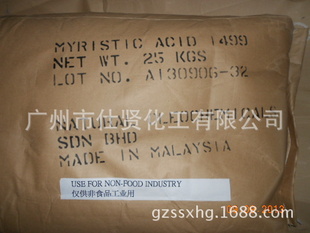 MYRISTIC ACID 1499
NET WT. 25 KGS
LOT NO. A130906-32
广州市仕贤化工有限公司
SDN BHD
MADE IN MALAYSIA
USE FOR NON-FOOD INDUSTRY
仅供非食品工业用
gzssxhg.1688.com